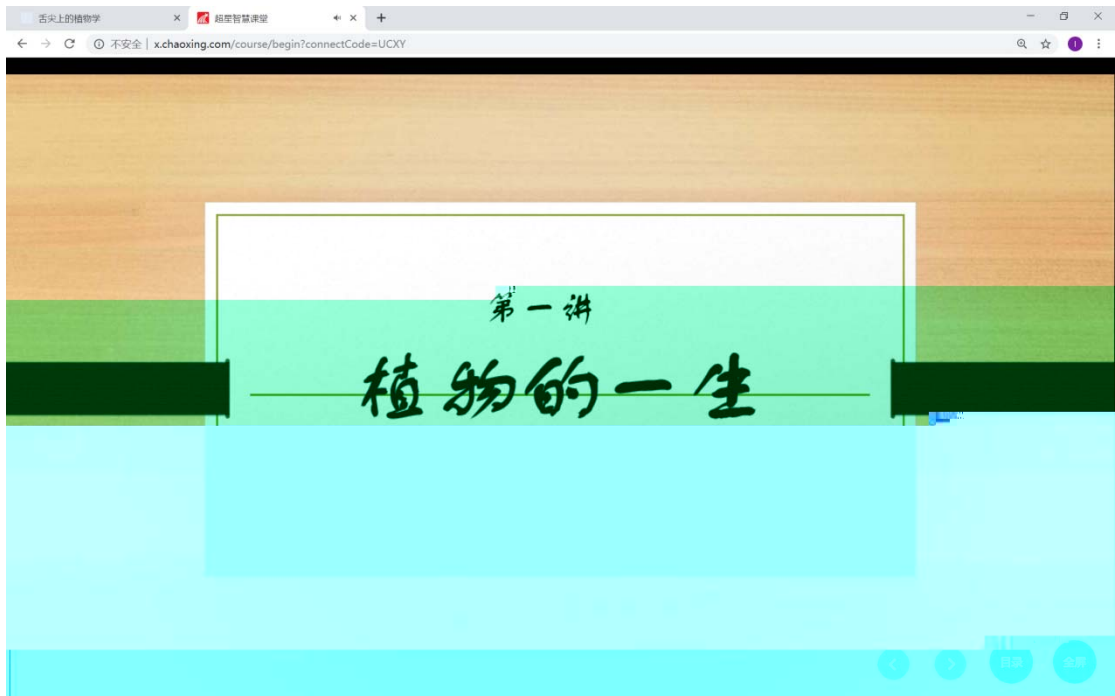 舌尖上的植物学
超星智慧课堂
不安全 | x.chaoxing.com/course/begin?connectCode=UCXY
第一讲
植物的一生
目录 全屏